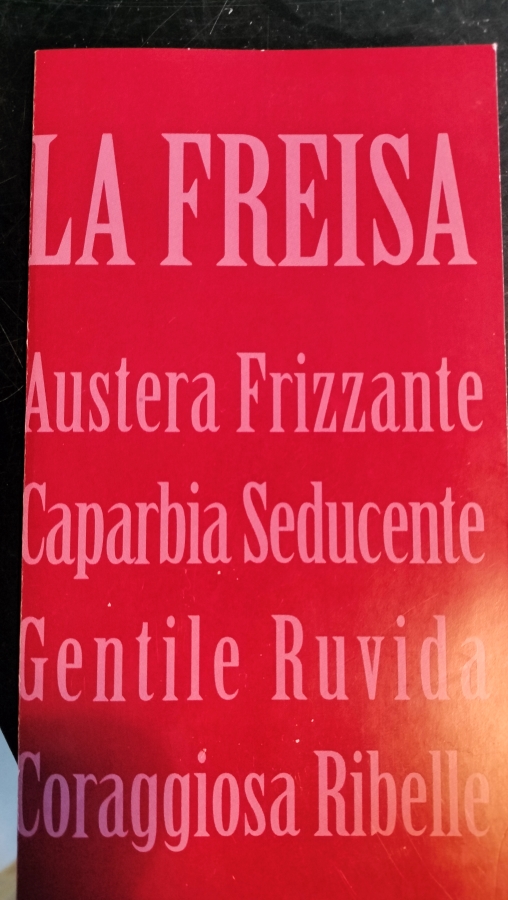 LA FREISA
Austera Frizzante
Caparbia Seducente
Gentile Ruvida
Coraggiosa Ribelle